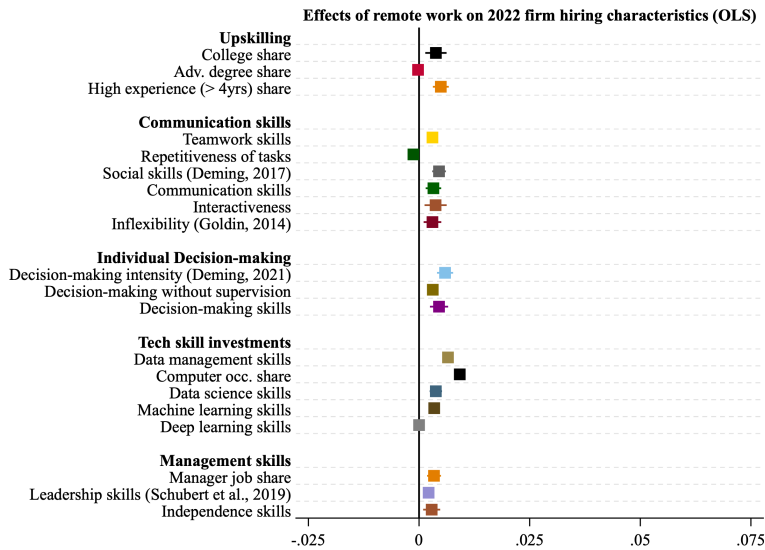 Effects of remote work on 2022 firm hiring characteristics (OLS)
Upskilling
College share
Adv. degree share
High experience (> 4yrs) share
Communication skills
Teamwork skills
Repetitiveness of tasks
Social skills (Deming, 2017)
Communication skills
Interactiveness
Inflexibility (Goldin, 2014)
Individual Decision-making
Decision-making intensity (Deming, 2021)
Decision-making without supervision
Decision-making skills
Tech skill investments
Data management skills
Computer occ. share
Data science skills
Machine learning skills
Deep learning skills
Management skills
Manager job share
Leadership skills (Schubert et al., 2019)
Independence skills
-.025 0 .025 .05 .075